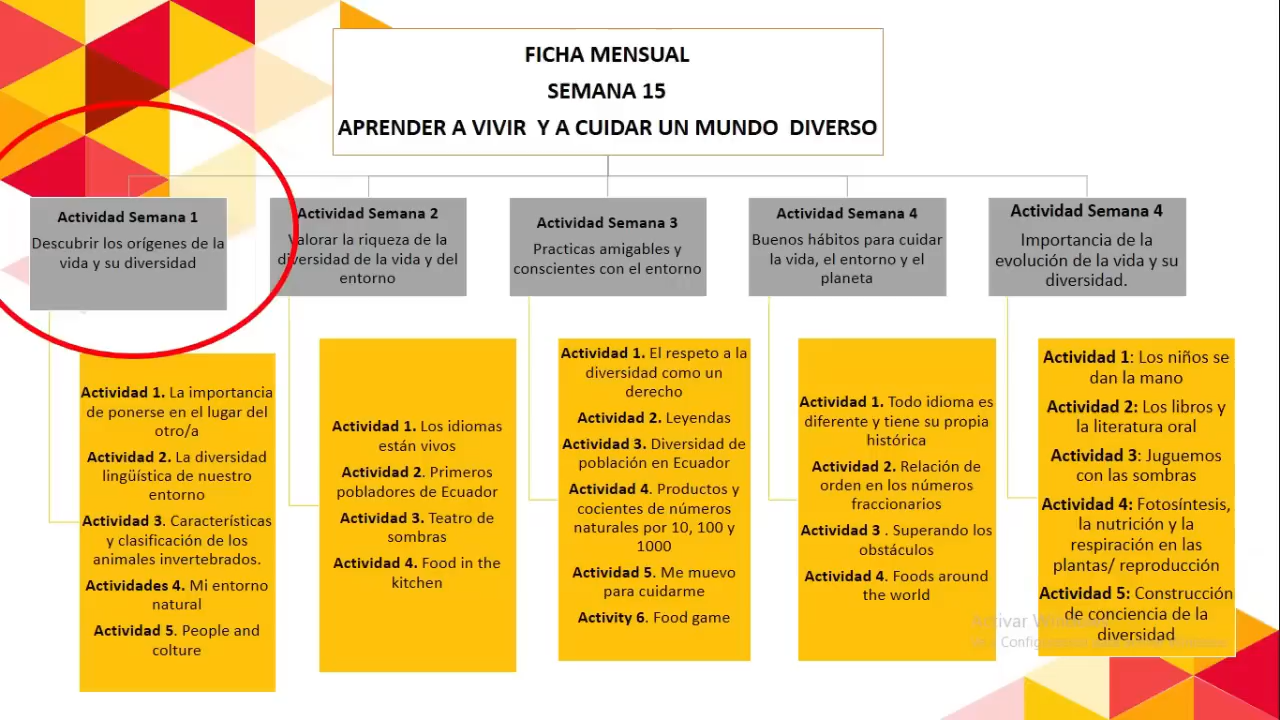 FICHA MENSUAL
SEMANA 15
APRENDER A VIVIR Y A CUIDAR UN MUNDO DIVERSO
Actividad Semana 1
Descubrir los orígenes de la
vida y su diversidad
Actividad 1. La importancia
de ponerse en el lugar del
otro/a
Actividad 2. La diversidad
lingüística de nuestro
entorno
Actividad 3. Características
y clasificación de los
animales invertebrados.
Actividades 4. Mi entorno
natural
Actividad 5. People and
colture
Actividad Semana 2
Valorar la riqueza de la
diversidad de la vida y del
entorno
Actividad 1. Los idiomas
están vivos
Actividad 2. Primeros
pobladores de Ecuador
Actividad 3. Teatro de
sombras
Actividad 4. Food in the
kitchen
Actividad Semana 3
Practicas amigables y
conscientes con el entorno
Actividad 1. El respeto a la
diversidad como un
derecho
Actividad 2. Leyendas
Actividad 3. Diversidad de
población en Ecuador
Actividad 4. Productos y
cocientes de números
naturales por 10, 100 y
1000
Actividad 5. Me muevo
para cuidarme
Activity 6. Food game
Actividad Semana 4
Buenos hábitos para cuidar
la vida, el entorno y el
planeta
Actividad 1. Todo idioma es
diferente y tiene su propia
histórica
Actividad 2. Relación de
orden en los números
fraccionarios
Actividad 3 . Superando los
obstáculos
Actividad 4. Foods around
the world
Actividad Semana 4
Importancia de la
evolución de la vida y su
diversidad.
Actividad 1: Los niños se
dan la mano
Actividad 2: Los libros y
la literatura oral
Actividad 3: Juguemos
con las sombras
Actividad 4: Fotosíntesis,
la nutrición y la
respiración en las
plantas/ reproducción
Actividad 5: Construcción
de conciencia de la
diversidad
Activar Windows